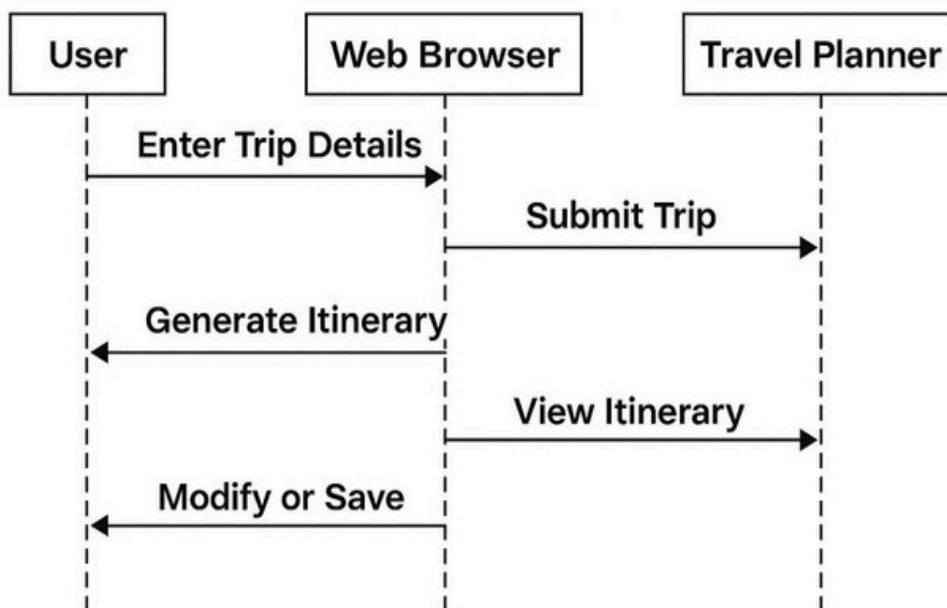 User
Web Browser
Travel Planner
Enter Trip Details
Submit Trip
Generate Itinerary
View Itinerary
Modify or Save